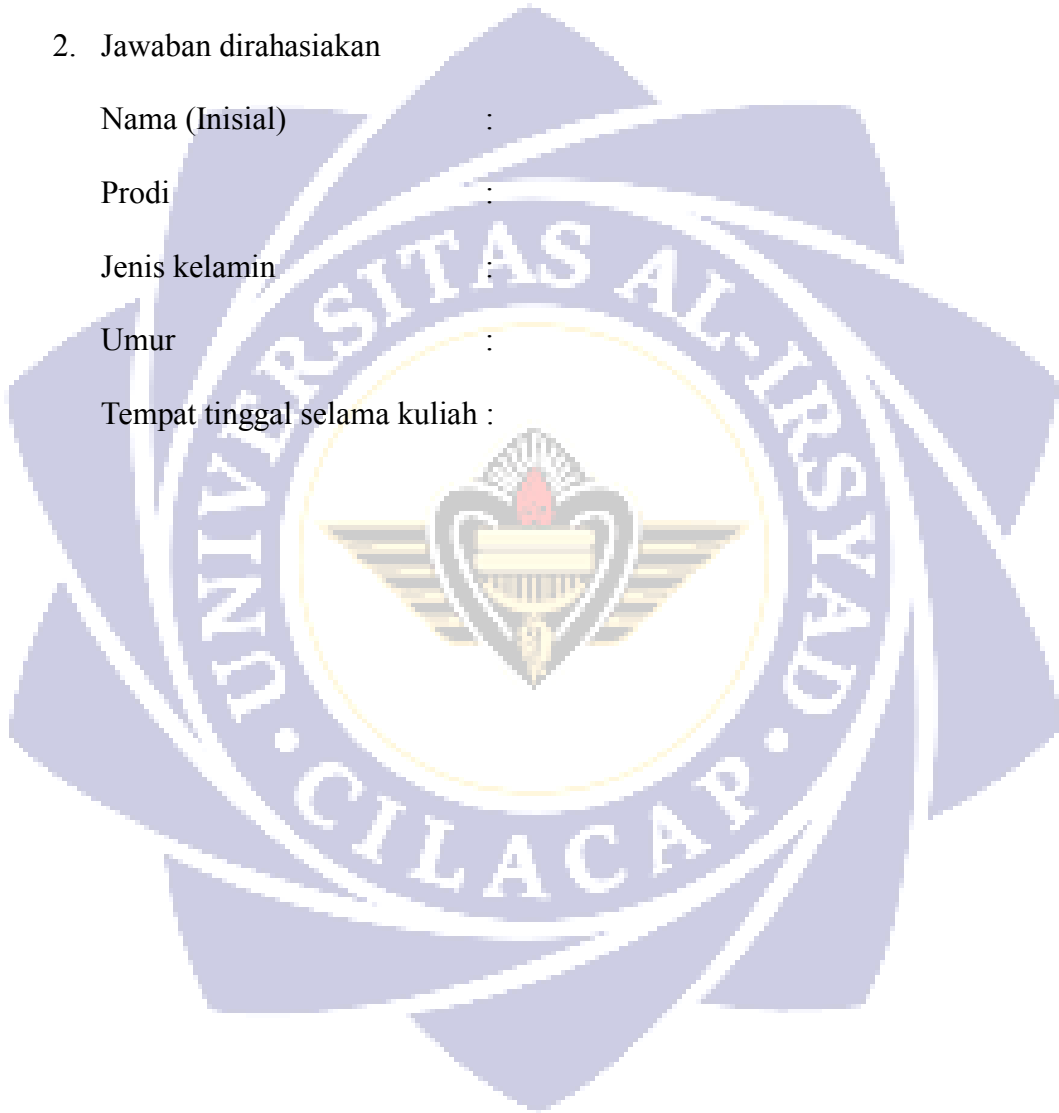 2. Jawaban dirahasiakan
Nama (Inisial) :
Prodi :
Jenis kelamin :
Umur :
Tempat tinggal selama kuliah :
UNIVERSITAS AL-IRSYAD
CILACAP